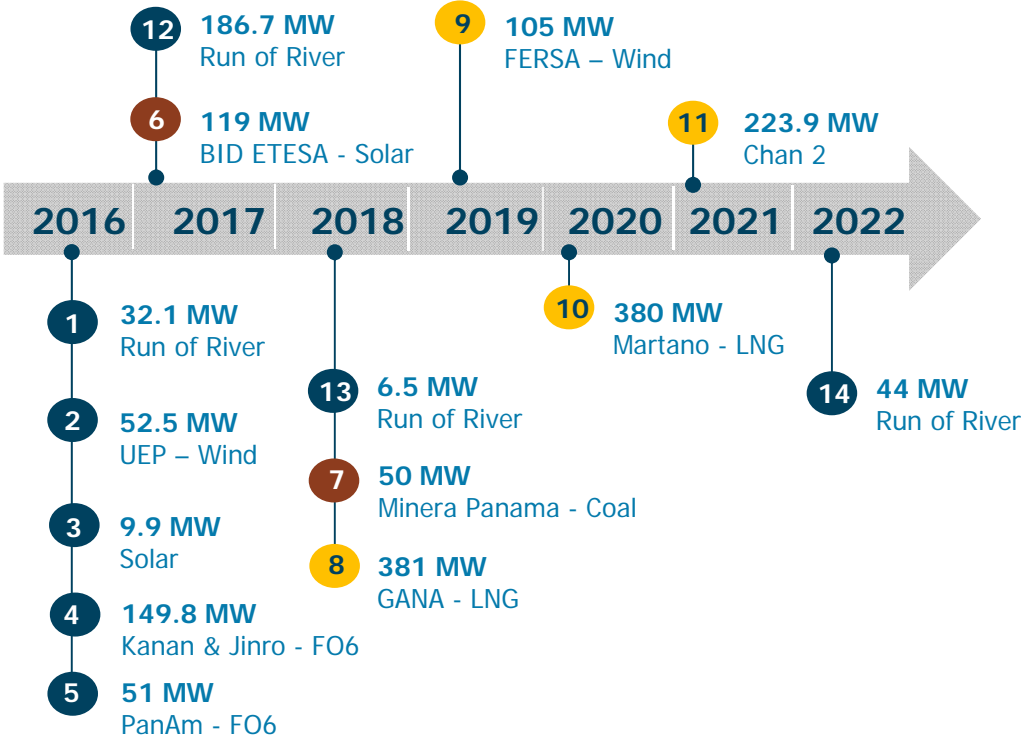 12
186.7 MW
Run of River
6
119 MW
BID ETESA - Solar
9
105 MW
FERSA – Wind
11
223.9 MW
Chan 2
2016 2017 2018 2019 2020 2021 2022
1
32.1 MW
Run of River
2
52.5 MW
UEP – Wind
3
9.9 MW
Solar
4
149.8 MW
Kanan & Jinro - FO6
5
51 MW
PanAm - FO6
13
6.5 MW
Run of River
7
50 MW
Minera Panama - Coal
8
381 MW
GANA - LNG
10
380 MW
Martano - LNG
14
44 MW
Run of River